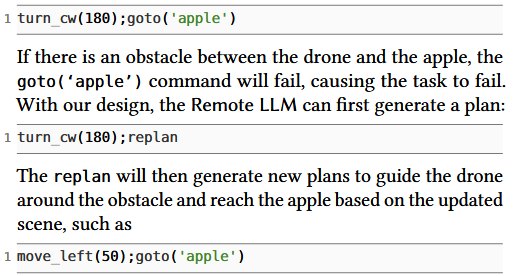 1 turn_cw(180);goto('apple')
If there is an obstacle between the drone and the apple, the
goto(‘apple’) command will fail, causing the task to fail.
With our design, the Remote LLM can first generate a plan:
1 turn_cw(180);replan
The replan will then generate new plans to guide the drone
around the obstacle and reach the apple based on the updated
scene, such as
1 move_left(50);goto('apple')